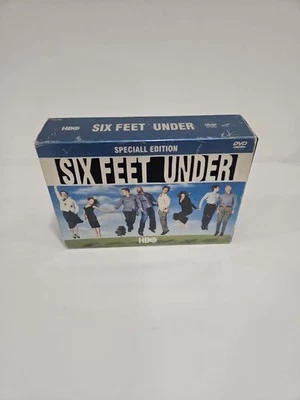 HBO SIX FEET UNDER DVD
SPECIALL EDITION DVD
SIX FEET UNDER
HBO